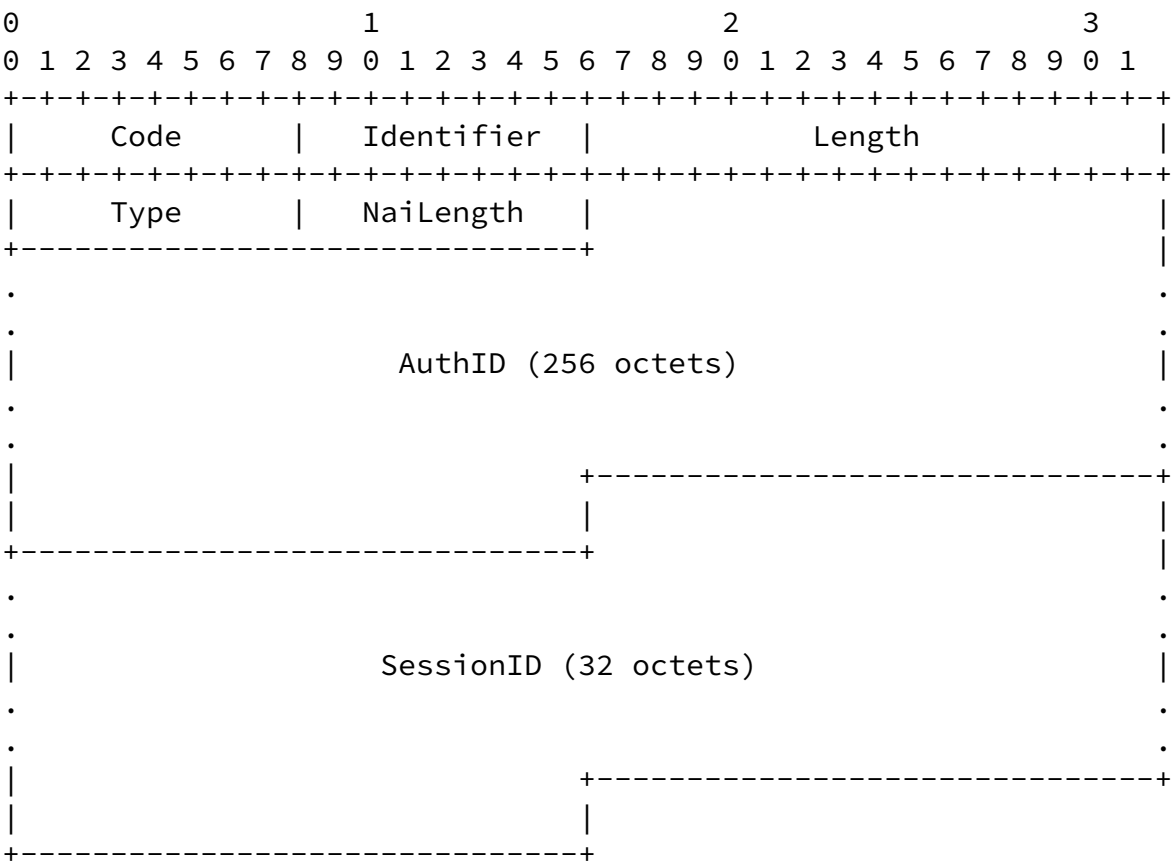 0                   1                   2                   3
0 1 2 3 4 5 6 7 8 9 0 1 2 3 4 5 6 7 8 9 0 1 2 3 4 5 6 7 8 9 0 1
+-+-+-+-+-+-+-+-+-+-+-+-+-+-+-+-+-+-+-+-+-+-+-+-+-+-+-+-+-+-+-+-+
|     Code      |   Identifier  |            Length             |
+-+-+-+-+-+-+-+-+-+-+-+-+-+-+-+-+-+-+-+-+-+-+-+-+-+-+-+-+-+-+-+-+
|     Type      |   NaiLength   |                               |
+-------------------------------+                               |
.                                                               .
.                                                               .
|                     AuthID (256 octets)                       |
.                                                               .
.                                                               .
|                               +-------------------------------+
|                               |                               |
+-------------------------------+                               |
.                                                               .
.                                                               .
|                    SessionID (32 octets)                      |
.                                                               .
.                                                               .
|                               +-------------------------------+
|                               |
+-------------------------------+